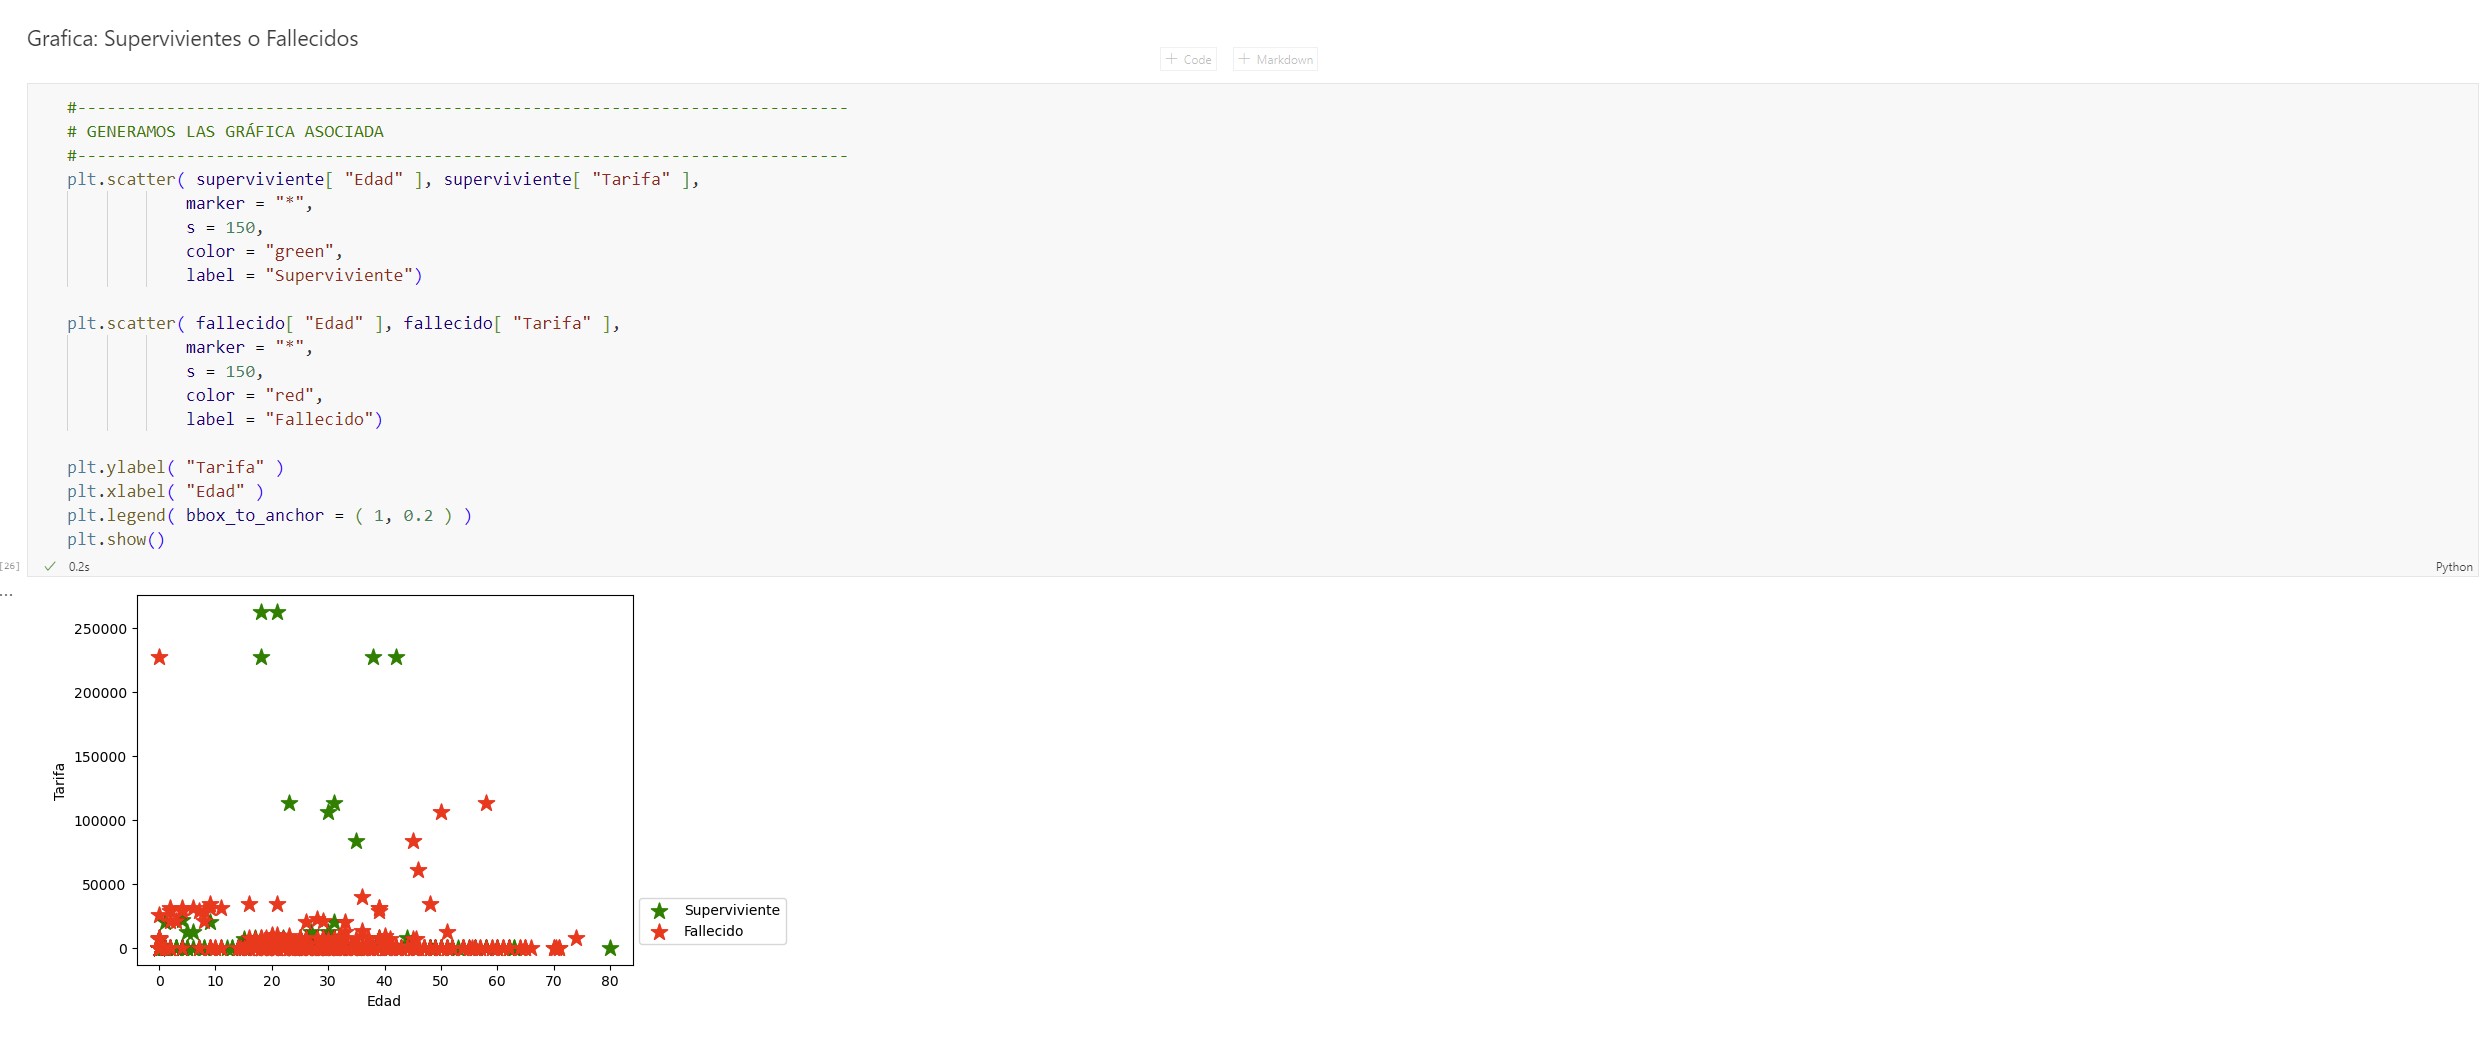 Grafica: Supervivientes o Fallecidos
+ Code + Markdown
#------------------------------------------------------------------------------
# GENERAMOS LAS GRÁFICA ASOCIADA
#------------------------------------------------------------------------------
plt.scatter( superviviente[ "Edad" ], superviviente[ "Tarifa" ],
marker = "*",
s = 150,
color = "green",
label = "Superviviente")
plt.scatter( fallecido[ "Edad" ], fallecido[ "Tarifa" ],
marker = "*",
s = 150,
color = "red",
label = "Fallecido")
plt.ylabel( "Tarifa" )
plt.xlabel( "Edad" )
plt.legend( bbox_to_anchor = ( 1, 0.2 ) )
plt.show()
[26] 0.2s Python
...
250000
200000
150000
100000
50000
0
Tarifa
Superviviente
Fallecido
0 10 20 30 40 50 60 70 80
Edad